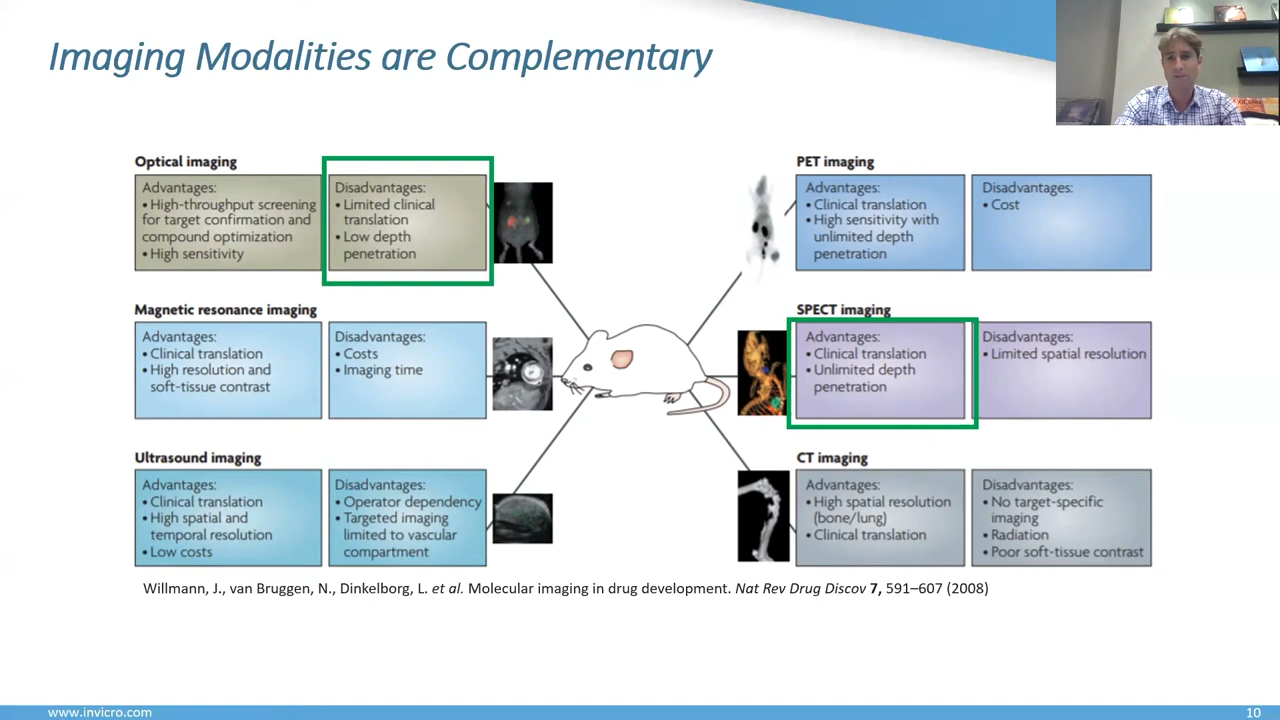 Imaging Modalities are Complementary
Optical imaging
Advantages:
• High-throughput screening
for target confirmation and
compound optimization
• High sensitivity
Disadvantages:
• Limited clinical
translation
• Low depth
penetration
PET imaging
Advantages:
• Clinical translation
• High sensitivity with
unlimited depth
penetration
Disadvantages:
• Cost
Magnetic resonance imaging
Advantages:
• Clinical translation
• High resolution and
soft-tissue contrast
Disadvantages:
• Costs
• Imaging time
SPECT imaging
Advantages:
• Clinical translation
• Unlimited depth
penetration
Disadvantages:
• Limited spatial resolution
Ultrasound imaging
Advantages:
• Clinical translation
• High spatial and
temporal resolution
• Low costs
Disadvantages:
• Operator dependency
• Targeted imaging
limited to vascular
compartment
CT imaging
Advantages:
• High spatial resolution
(bone/lung)
• Clinical translation
Disadvantages:
• No target-specific
imaging
• Radiation
• Poor soft-tissue contrast
Willmann, J., van Bruggen, N., Dinkelborg, L. et al. Molecular imaging in drug development. Nat Rev Drug Discov 7, 591–607 (2008)
www.invicro.com
10